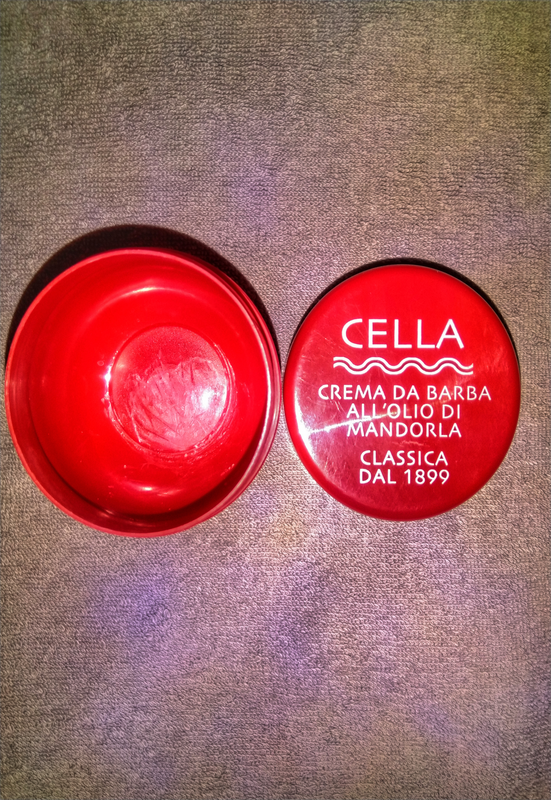 CELLA
CREMA DA BARBA
ALL'OLIO DI
MANDORLA
CLASSICA
DAL 1899